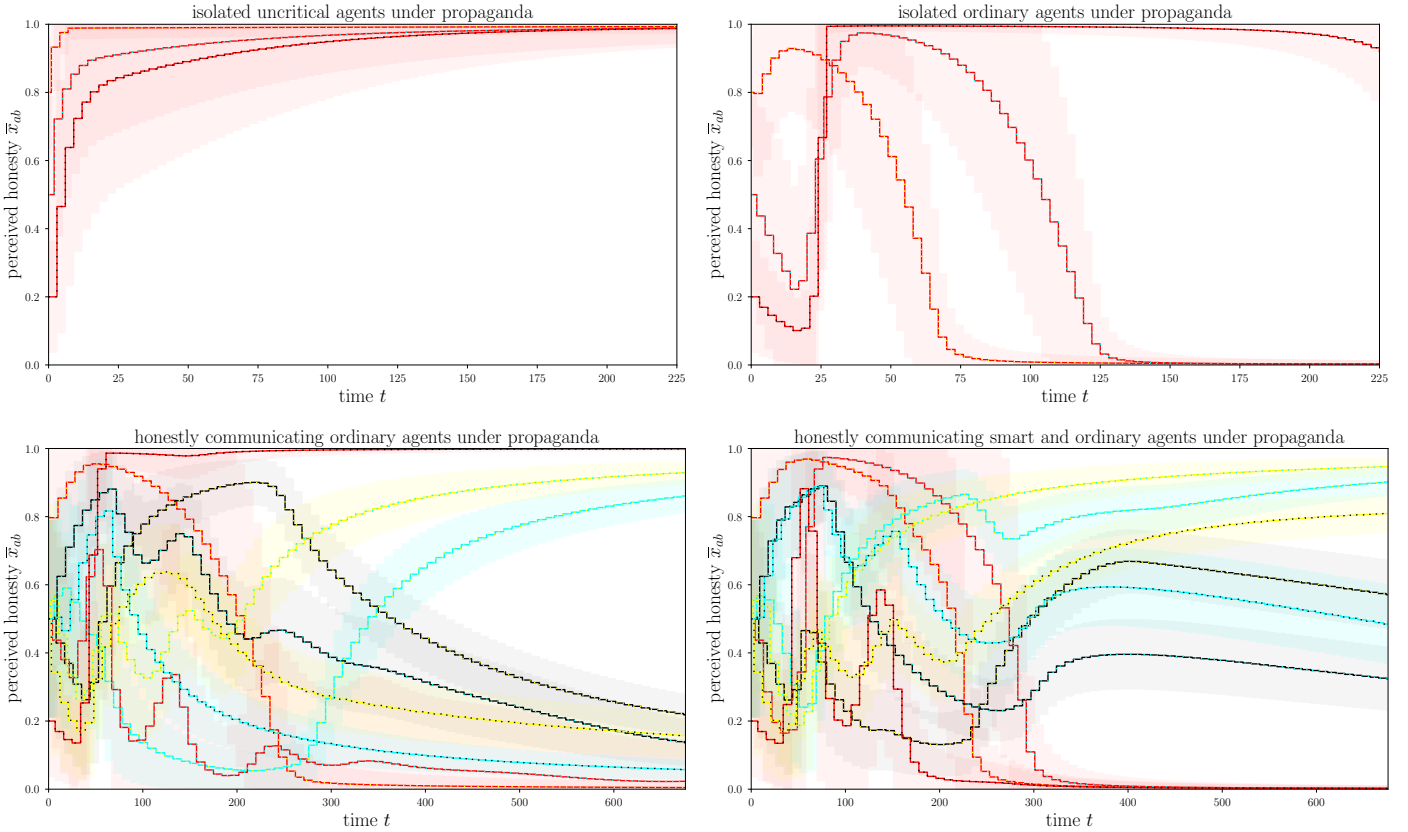 isolated uncritical agents under propaganda
perceived honesty x̄ab
1.0
0.8
0.6
0.4
0.2
0.0
0 25 50 75 100 125 150 175 200 225
time t
isolated ordinary agents under propaganda
perceived honesty x̄ab
1.0
0.8
0.6
0.4
0.2
0.0
0 25 50 75 100 125 150 175 200 225
time t
honestly communicating ordinary agents under propaganda
perceived honesty x̄ab
1.0
0.8
0.6
0.4
0.2
0.0
0 100 200 300 400 500 600
time t
honestly communicating smart and ordinary agents under propaganda
perceived honesty x̄ab
1.0
0.8
0.6
0.4
0.2
0.0
0 100 200 300 400 500 600
time t